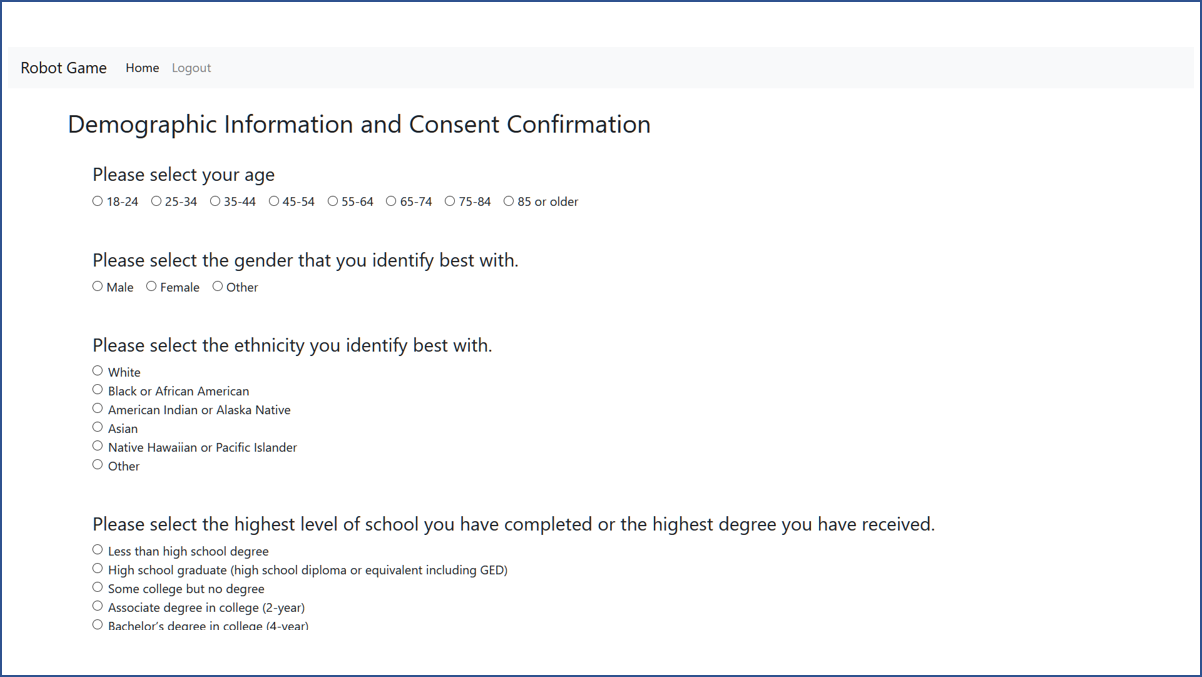 Robot Game Home Logout
Demographic Information and Consent Confirmation
Please select your age
18-24 25-34 35-44 45-54 55-64 65-74 75-84 85 or older
Please select the gender that you identify best with.
Male Female Other
Please select the ethnicity you identify best with.
White
Black or African American
American Indian or Alaska Native
Asian
Native Hawaiian or Pacific Islander
Other
Please select the highest level of school you have completed or the highest degree you have received.
Less than high school degree
High school graduate (high school diploma or equivalent including GED)
Some college but no degree
Associate degree in college (2-year)
Bachelor's degree in college (4-year)